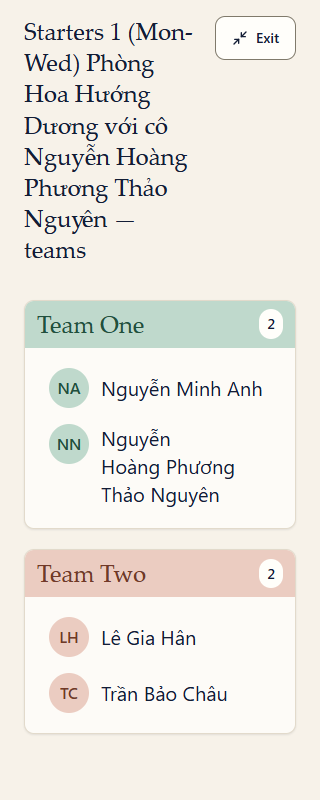 Starters 1 (Mon-
Wed) Phòng
Hoa Hướng
Dương với cô
Nguyễn Hoàng
Phương Thảo
Nguyên —
teams
Exit
Team One
2
NA
Nguyễn Minh Anh
NN
Nguyễn
Hoàng Phương
Thảo Nguyên
Team Two
2
LH
Lê Gia Hân
TC
Trần Bảo Châu